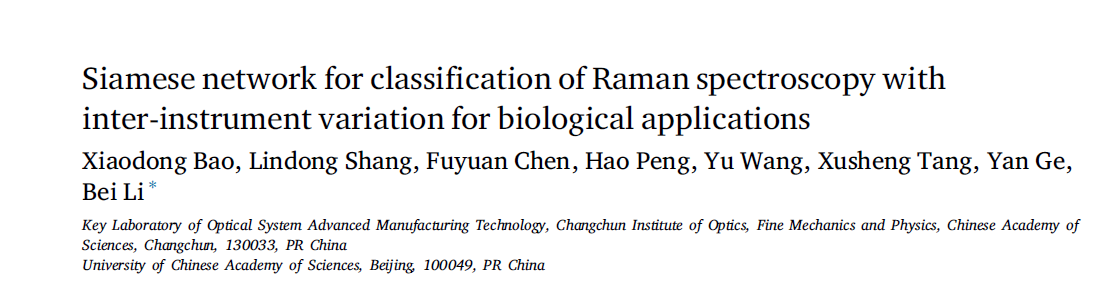 Siamese network for classification of Raman spectroscopy with
inter-instrument variation for biological applications
Xiaodong Bao, Lindong Shang, Fuyuan Chen, Hao Peng, Yu Wang, Xusheng Tang, Yan Ge,
Bei Li *
Key Laboratory of Optical System Advanced Manufacturing Technology, Changchun Institute of Optics, Fine Mechanics and Physics, Chinese Academy of
Sciences, Changchun, 130033, PR China
University of Chinese Academy of Sciences, Beijing, 100049, PR China